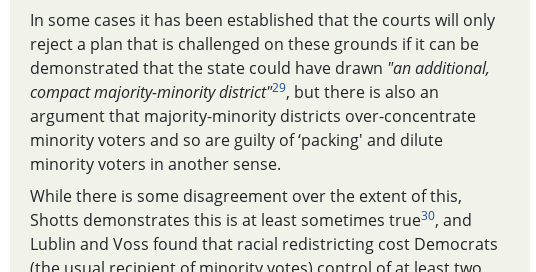 In some cases it has been established that the courts will only
reject a plan that is challenged on these grounds if it can be
demonstrated that the state could have drawn "an additional,
compact majority-minority district"29, but there is also an
argument that majority-minority districts over-concentrate
minority voters and so are guilty of ‘packing' and dilute
minority voters in another sense.
While there is some disagreement over the extent of this,
Shotts demonstrates this is at least sometimes true30, and
Lublin and Voss found that racial redistricting cost Democrats
(the usual recipient of minority votes) control of at least two